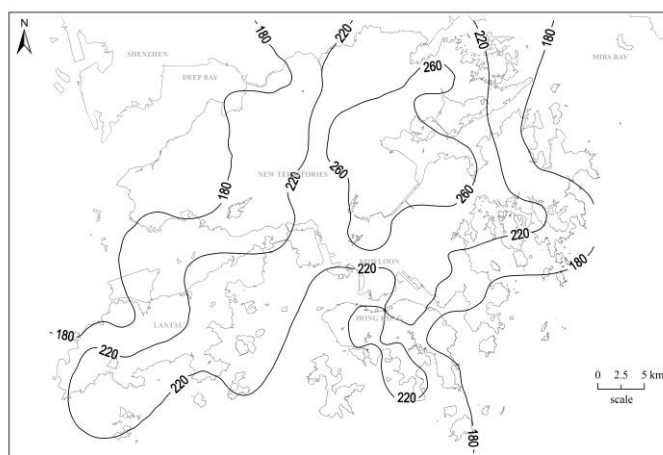 180
220
220
180
N
SHENZHEN
MIRS BAY
260
DEEP BAY
260
NEW TERRITORIES
220
180
260
220
KOWLOON
220
180
HONG KONG
LANTAU
180
220
220
220
0 2.5 5 km
scale
180